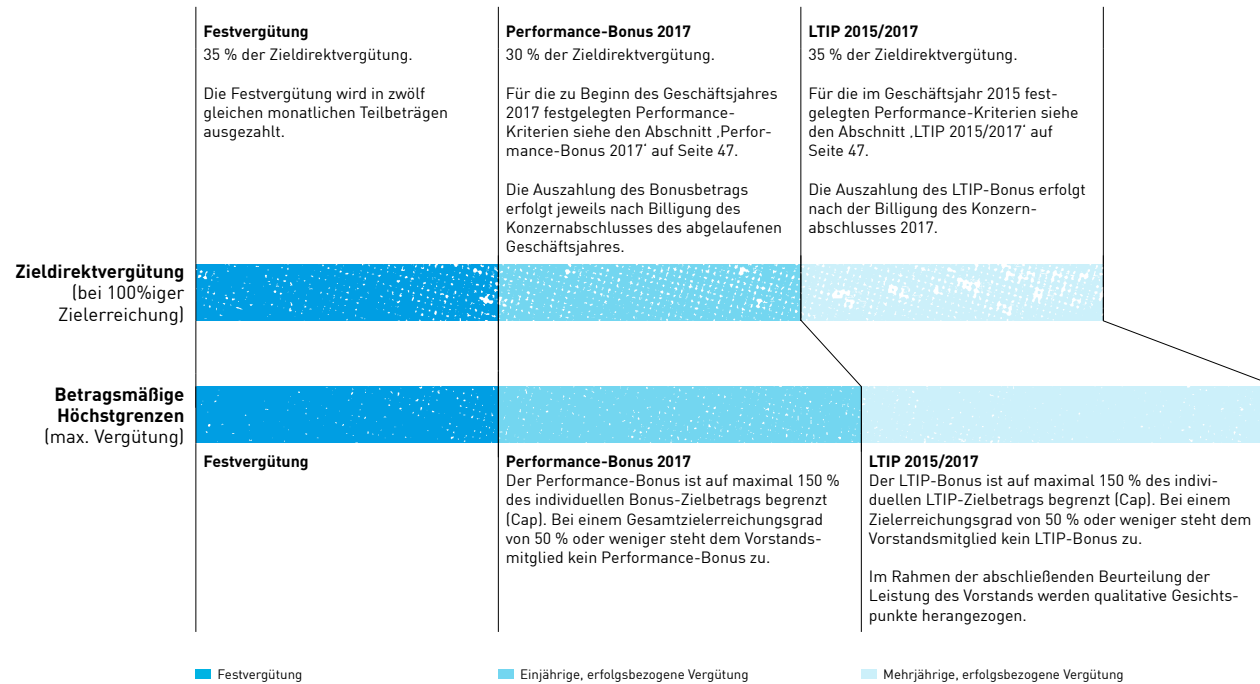 Festvergütung
35 % der Zieldirektvergütung.
Die Festvergütung wird in zwölf
gleichen monatlichen Teilbeträgen
ausgezahlt.
Performance-Bonus 2017
30 % der Zieldirektvergütung.
Für die zu Beginn des Geschäftsjahres
2017 festgelegten Performance-
Kriterien siehe den Abschnitt ‚Perfor-
mance-Bonus 2017‘ auf Seite 47.
Die Auszahlung des Bonusbetrags
erfolgt jeweils nach Billigung des
Konzernabschlusses des abgelaufenen
Geschäftsjahres.
LTIP 2015/2017
35 % der Zieldirektvergütung.
Für die im Geschäftsjahr 2015 fest-
gelegten Performance-Kriterien siehe
den Abschnitt ‚LTIP 2015/2017‘ auf
Seite 47.
Die Auszahlung des LTIP-Bonus erfolgt
nach der Billigung des Konzern-
abschlusses 2017.
Zieldirektvergütung
(bei 100%iger
Zielerreichung)
Betragsmäßige
Höchstgrenzen
(max. Vergütung)
Festvergütung
Performance-Bonus 2017
Der Performance-Bonus ist auf maximal 150 %
des individuellen Bonus-Zielbetrags begrenzt
(Cap). Bei einem Gesamtzielerreichungsgrad
von 50 % oder weniger steht dem Vorstands-
mitglied kein Performance-Bonus zu.
LTIP 2015/2017
Der LTIP-Bonus ist auf maximal 150 % des indivi-
duellen LTIP-Zielbetrags begrenzt (Cap). Bei einem
Zielerreichungsgrad von 50 % oder weniger steht dem
Vorstandsmitglied kein LTIP-Bonus zu.
Im Rahmen der abschließenden Beurteilung der
Leistung des Vorstands werden qualitative Gesichts-
punkte herangezogen.
Festvergütung
Einjährige, erfolgsbezogene Vergütung
Mehrjährige, erfolgsbezogene Vergütung